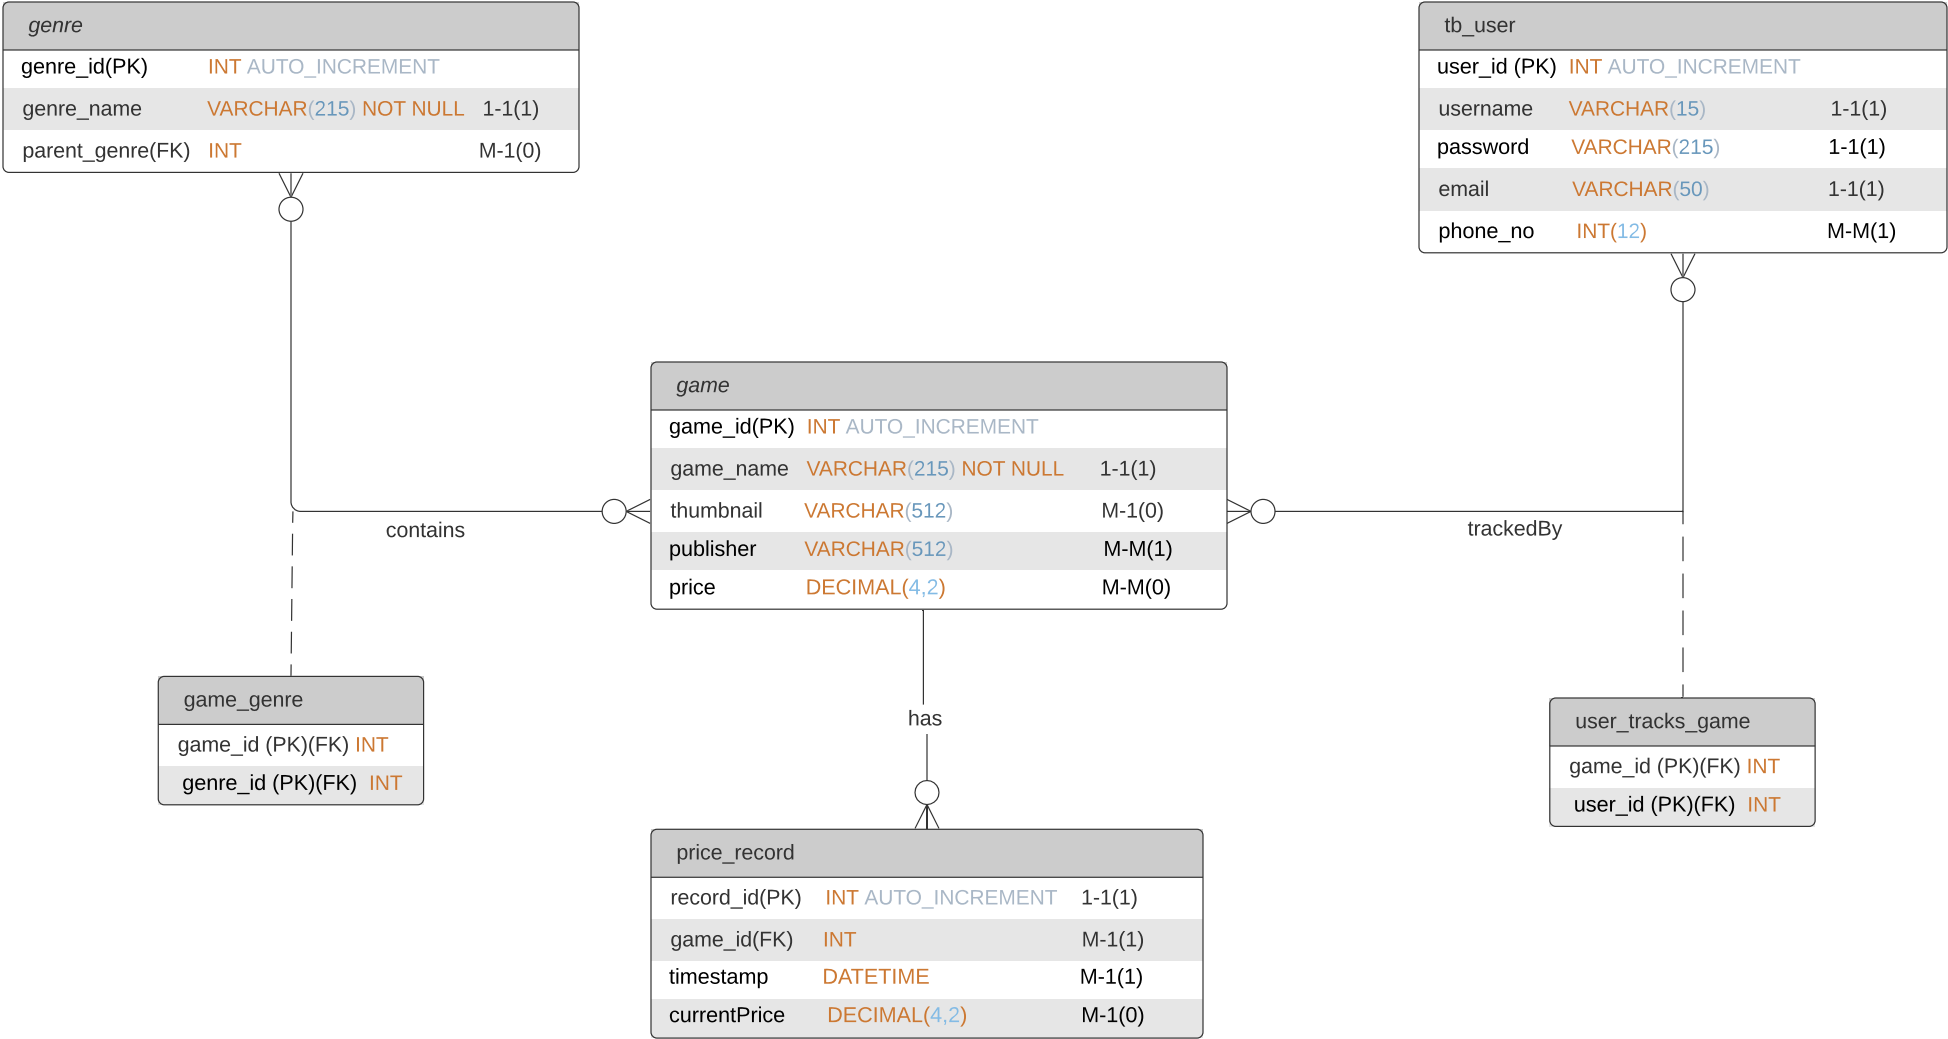 genre
genre_id(PK) INT AUTO_INCREMENT
genre_name VARCHAR(215) NOT NULL 1-1(1)
parent_genre(FK) INT M-1(0)
tb_user
user_id (PK) INT AUTO_INCREMENT
username VARCHAR(15) 1-1(1)
password VARCHAR(215) 1-1(1)
email VARCHAR(50) 1-1(1)
phone_no INT(12) M-M(1)
game
game_id(PK) INT AUTO_INCREMENT
game_name VARCHAR(215) NOT NULL 1-1(1)
thumbnail VARCHAR(512) M-1(0)
publisher VARCHAR(512) M-M(1)
price DECIMAL(4,2) M-M(0)
contains
trackedBy
game_genre
game_id (PK)(FK) INT
genre_id (PK)(FK) INT
has
user_tracks_game
game_id (PK)(FK) INT
user_id (PK)(FK) INT
price_record
record_id(PK) INT AUTO_INCREMENT 1-1(1)
game_id(FK) INT M-1(1)
timestamp DATETIME M-1(1)
currentPrice DECIMAL(4,2) M-1(0)